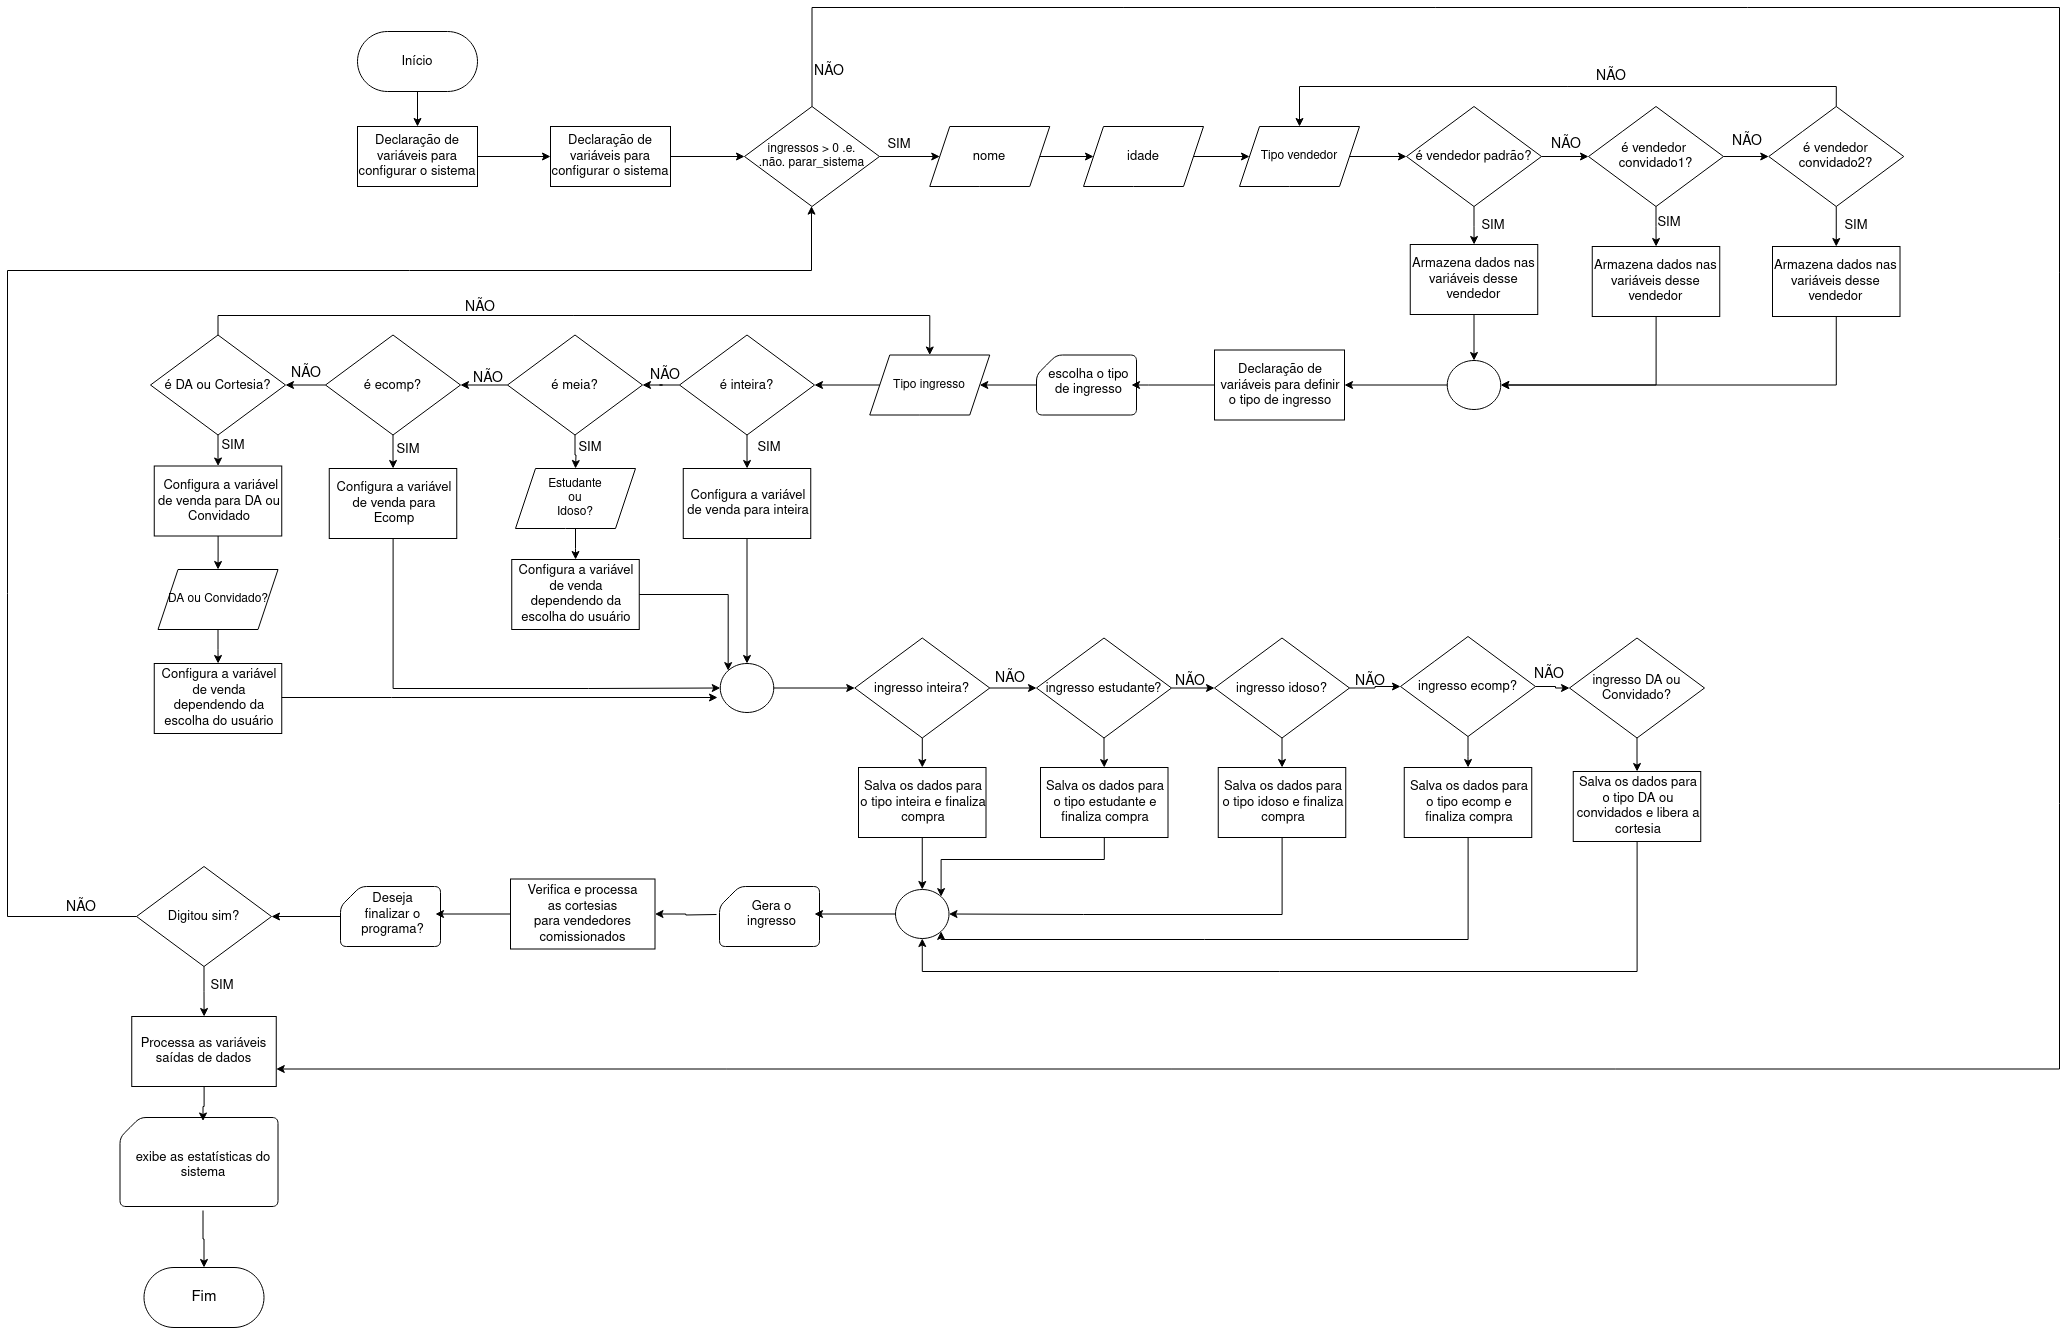 Início
Declaração de
variáveis para
configurar o sistema
Declaração de
variáveis para
configurar o sistema
ingressos > 0 .e.
.não. parar_sistema
NÃO
SIM
nome
idade
Tipo vendedor
é vendedor padrão?
NÃO
é vendedor
convidado1?
NÃO
é vendedor
convidado2?
NÃO
SIM
SIM
SIM
Armazena dados nas
variáveis desse
vendedor
Armazena dados nas
variáveis desse
vendedor
Armazena dados nas
variáveis desse
vendedor
Declaração de
variáveis para definir
o tipo de ingresso
escolha o tipo
de ingresso
Tipo ingresso
é inteira?
NÃO
é meia?
NÃO
é ecomp?
NÃO
é DA ou Cortesia?
NÃO
SIM
SIM
SIM
SIM
Configura a variável
de venda para DA ou
Convidado
Configura a variável
de venda para
Ecomp
Estudante
ou
Idoso?
Configura a variável
de venda para inteira
DA ou Convidado?
Configura a variável
de venda
dependendo da
escolha do usuário
Configura a variável
de venda
dependendo da
escolha do usuário
ingresso inteira?
NÃO
ingresso estudante?
NÃO
ingresso idoso?
NÃO
ingresso ecomp?
NÃO
ingresso DA ou
Convidado?
Salva os dados para
o tipo inteira e finaliza
compra
Salva os dados para
o tipo estudante e
finaliza compra
Salva os dados para
o tipo idoso e finaliza
compra
Salva os dados para
o tipo ecomp e
finaliza compra
Salva os dados para
o tipo DA ou
convidados e libera a
cortesia
Gera o
ingresso
Verifica e processa
as cortesias
para vendedores
comissionados
Deseja
finalizar o
programa?
Digitou sim?
NÃO
SIM
Processa as variáveis
saídas de dados
exibe as estatísticas do
sistema
Fim